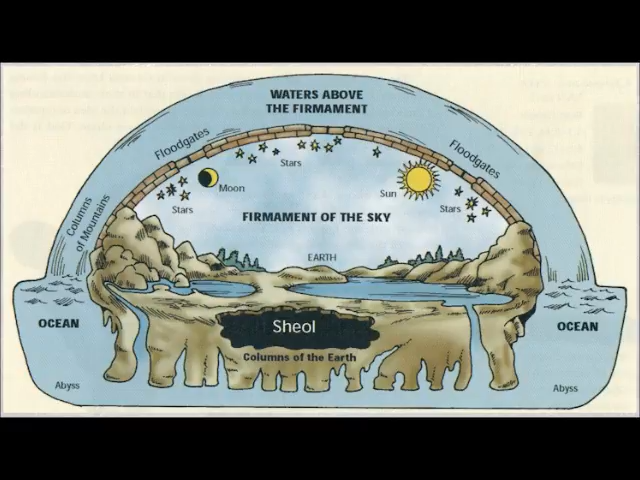 WATERS ABOVE
THE FIRMAMENT
Floodgates
Floodgates
Stars
Moon
Sun
Columns
of Mountains
Stars
Stars
FIRMAMENT OF THE SKY
EARTH
OCEAN
Sheol
OCEAN
Columns of the Earth
Abyss
Abyss